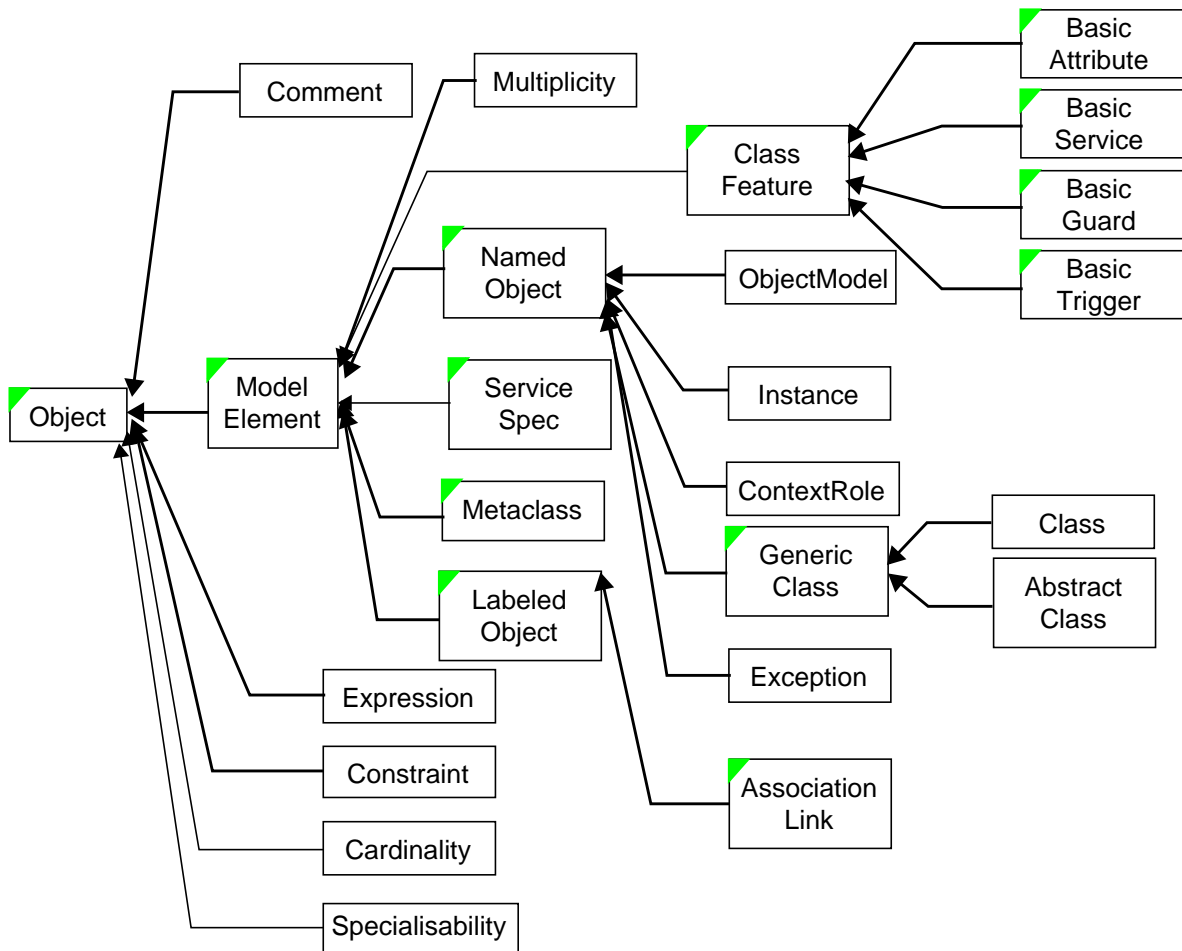 Basic
Attribute
Comment
Multiplicity
Basic
Service
Class
Feature
Basic
Guard
Named
Object
ObjectModel
Basic
Trigger
Object
Model
Element
Service
Spec
Instance
Metaclass
ContextRole
Generic
Class
Class
Abstract
Class
Labeled
Object
Expression
Exception
Constraint
Association
Link
Cardinality
Specialisability